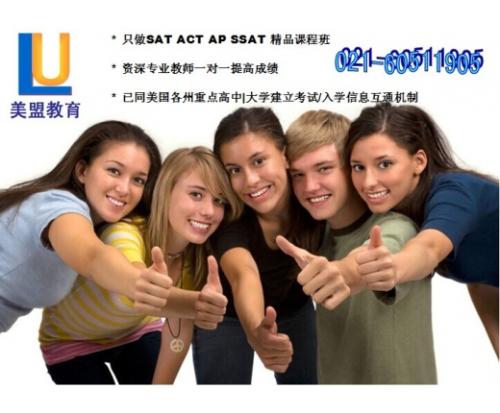 * 只做SAT ACT AP SSAT 精品课程班
021-60511905
* 资深专业教师一对一提高成绩
* 已同美国各州重点高中|大学建立考试/入学信息互通机制
LU
美盟教育